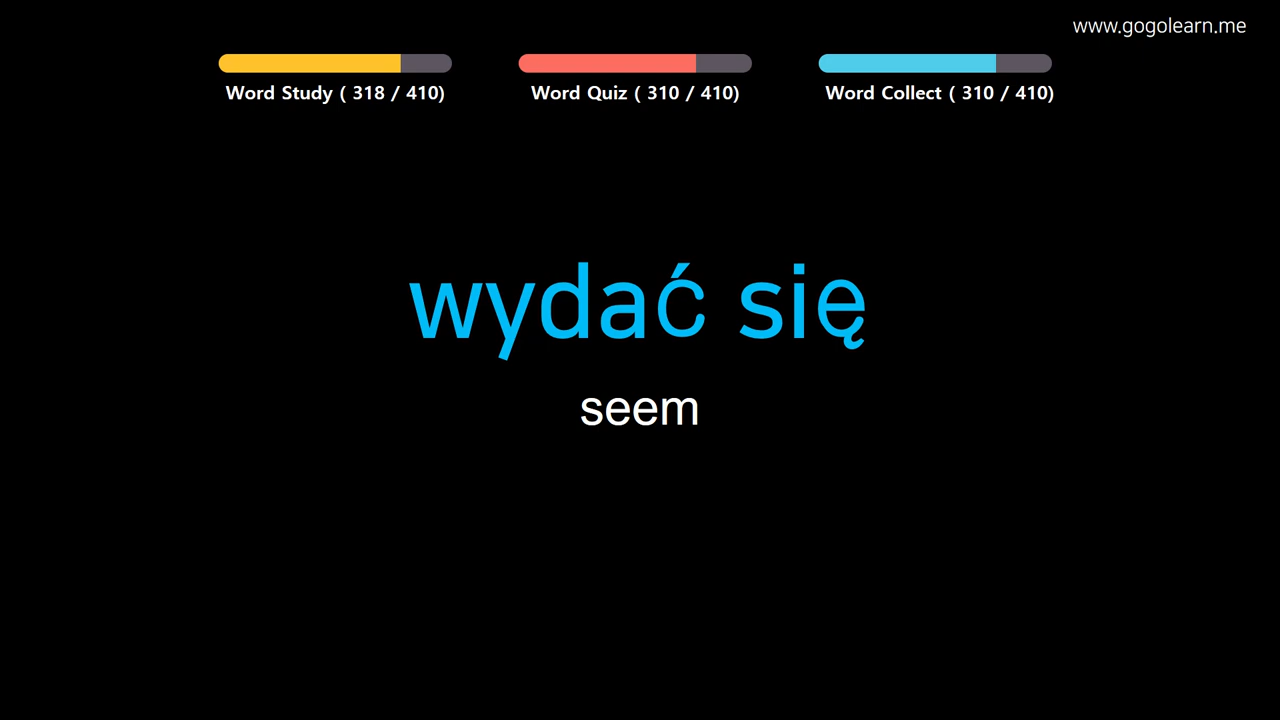 www.gogolearn.me
Word Study ( 318 / 410)
Word Quiz ( 310 / 410)
Word Collect ( 310 / 410)
wydać się
seem